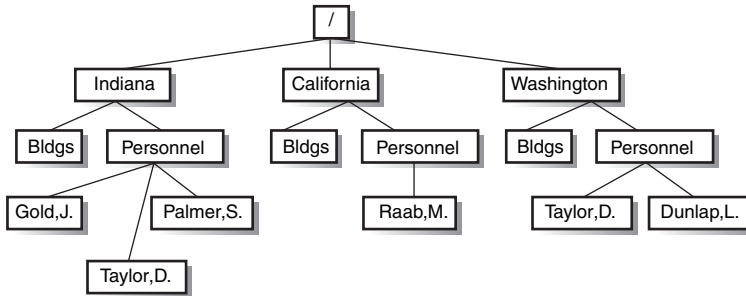 /
Indiana
California
Washington
Bldgs
Personnel
Bldgs
Personnel
Bldgs
Personnel
Gold,J.
Palmer,S.
Raab,M.
Taylor,D.
Dunlap,L.
Taylor,D.